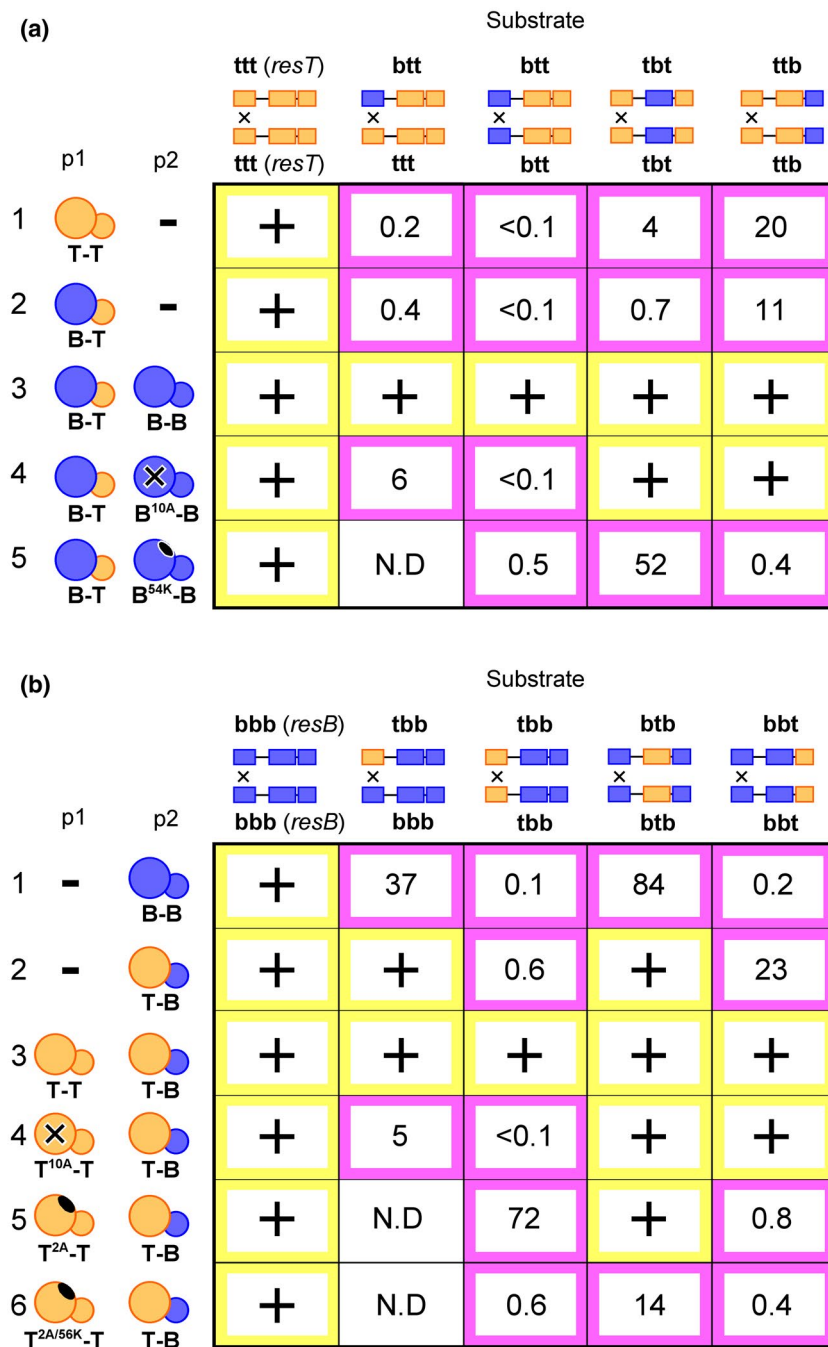 (a)
Substrate
ttt (resT) btt btt tbt ttb
× × × × ×
p1 p2 ttt (resT) ttt btt tbt ttb
1 - + 0.2 <0.1 4 20
T-T
2 - + 0.4 <0.1 0.7 11
B-T
3 + + + + +
B-T B-B
4 × + 6 <0.1 + +
B-T B10A-B
5 + N.D 0.5 52 0.4
B-T B54K-B
(b)
Substrate
bbb (resB) tbb tbb btb bbt
× × × × ×
p1 p2 bbb (resB) bbb tbb btb bbt
1 - + 37 0.1 84 0.2
B-B
2 - + + 0.6 + 23
T-B
3 + + + + +
T-T T-B
4 × + 5 <0.1 + +
T10A-T T-B
5 + N.D 72 + 0.8
T2A-T T-B
6 + N.D 0.6 14 0.4
T2A/56K-T T-B